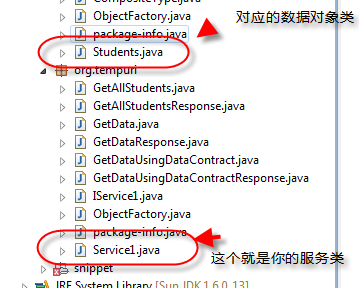 CompositeType.java
ObjectFactory.java
对应的数据对象类
package-info.java
Students.java
org.tempuri
GetAllStudents.java
GetAllStudentsResponse.java
GetData.java
GetDataResponse.java
GetDataUsingDataContract.java
GetDataUsingDataContractResponse.java
IService1.java
ObjectFactory.java
package-info.java
Service1.java
这个就是你的服务类
snippet
JRE System Library [Sun JDK 1.6.0_13]